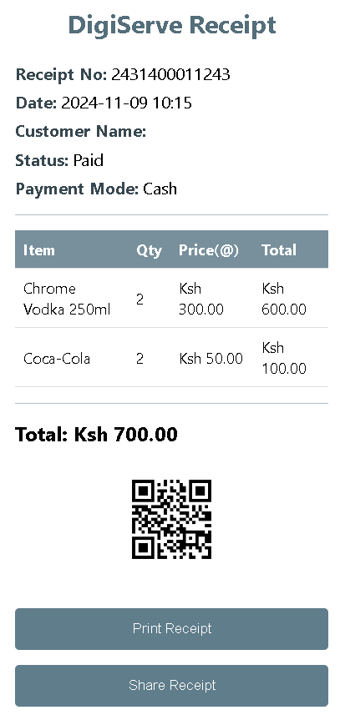 DigiServe Receipt
Receipt No: 2431400011243
Date: 2024-11-09 10:15
Customer Name:
Status: Paid
Payment Mode: Cash
Item Qty Price(@) Total
Chrome Vodka 250ml 2 Ksh 300.00 Ksh 600.00
Coca-Cola 2 Ksh 50.00 Ksh 100.00
Total: Ksh 700.00
Print Receipt
Share Receipt